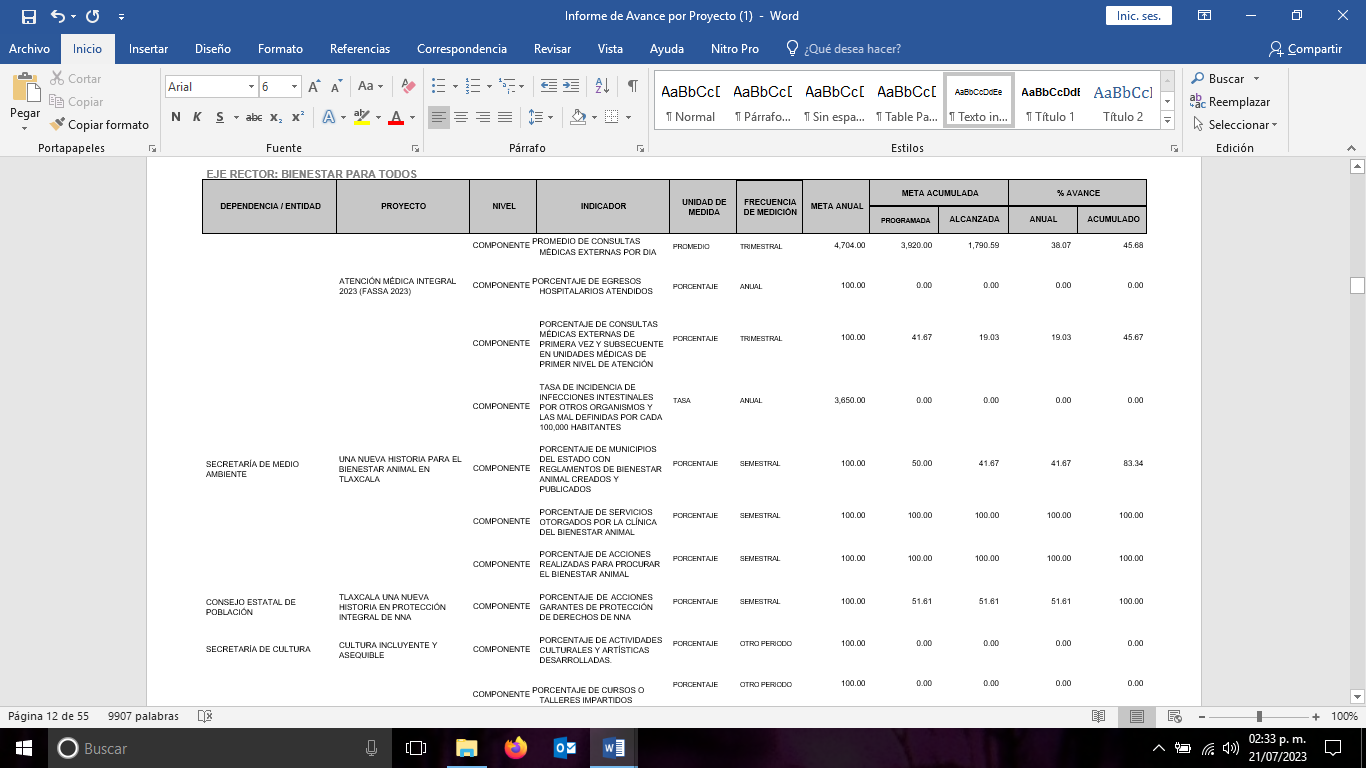 Informe de Avance por Proyecto (1) - Word
Inic. ses.
Archivo Inicio Insertar Diseño Formato Referencias Correspondencia Revisar Vista Ayuda Nitro Pro ¿Qué desea hacer? Compartir
Pegar
Cortar
Copiar
Copiar formato
Portapapeles
Arial 6
Aa
N K S abc x₂ x²
Fuente
Párrafo
AaBbCcD AaBbCcD AaBbCcD AaBbCcD AaBbCcDdEe AaBbCcDdE AaBbCcI
¶ Normal ¶ Párrafo... ¶ Sin espa... ¶ Table Pa... ¶ Texto in... ¶ Título 1 Título 2
Estilos
Buscar
Reemplazar
Seleccionar
Edición
EJE RECTOR: BIENESTAR PARA TODOS
DEPENDENCIA / ENTIDAD PROYECTO NIVEL INDICADOR UNIDAD DE MEDIDA FRECUENCIA DE MEDICIÓN META ANUAL META ACUMULADA % AVANCE
PROGRAMADA ALCANZADA ANUAL ACUMULADO
COMPONENTE PROMEDIO DE CONSULTAS PROMEDIO TRIMESTRAL 4,704.00 3,920.00 1,790.59 38.07 45.68
MÉDICAS EXTERNAS POR DIA
ATENCIÓN MÉDICA INTEGRAL COMPONENTE PORCENTAJE DE EGRESOS PORCENTAJE ANUAL 100.00 0.00 0.00 0.00 0.00
2023 (FASSA 2023) HOSPITALARIOS ATENDIDOS
PORCENTAJE DE CONSULTAS
MÉDICAS EXTERNAS DE
COMPONENTE PRIMERA VEZ Y SUBSECUENTE PORCENTAJE TRIMESTRAL 100.00 41.67 19.03 19.03 45.67
EN UNIDADES MÉDICAS DE
PRIMER NIVEL DE ATENCIÓN
TASA DE INCIDENCIA DE
INFECCIONES INTESTINALES
COMPONENTE POR OTROS ORGANISMOS Y TASA ANUAL 3,650.00 0.00 0.00 0.00 0.00
LAS MAL DEFINIDAS POR CADA
100,000 HABITANTES
PORCENTAJE DE MUNICIPIOS
SECRETARÍA DE MEDIO UNA NUEVA HISTORIA PARA EL DEL ESTADO CON
AMBIENTE BIENESTAR ANIMAL EN COMPONENTE REGLAMENTOS DE BIENESTAR PORCENTAJE SEMESTRAL 100.00 50.00 41.67 41.67 83.34
TLAXCALA ANIMAL CREADOS Y
PUBLICADOS
PORCENTAJE DE SERVICIOS
COMPONENTE OTORGADOS POR LA CLÍNICA PORCENTAJE SEMESTRAL 100.00 100.00 100.00 100.00 100.00
DEL BIENESTAR ANIMAL
PORCENTAJE DE ACCIONES
COMPONENTE REALIZADAS PARA PROCURAR PORCENTAJE SEMESTRAL 100.00 100.00 100.00 100.00 100.00
EL BIENESTAR ANIMAL
CONSEJO ESTATAL DE TLAXCALA UNA NUEVA PORCENTAJE DE ACCIONES
POBLACIÓN HISTORIA EN PROTECCIÓN COMPONENTE GARANTES DE PROTECCIÓN PORCENTAJE SEMESTRAL 100.00 51.61 51.61 51.61 100.00
INTEGRAL DE NNA DE DERECHOS DE NNA
PORCENTAJE DE ACTIVIDADES
SECRETARÍA DE CULTURA CULTURA INCLUYENTE Y COMPONENTE CULTURALES Y ARTÍSTICAS PORCENTAJE OTRO PERIODO 100.00 0.00 0.00 0.00 0.00
ASEQUIBLE DESARROLLADAS.
COMPONENTE PORCENTAJE DE CURSOS O PORCENTAJE OTRO PERIODO 100.00 0.00 0.00 0.00 0.00
TALLERES IMPARTIDOS
Página 12 de 55 9907 palabras 100%
Buscar
02:33 p. m.
21/07/2023